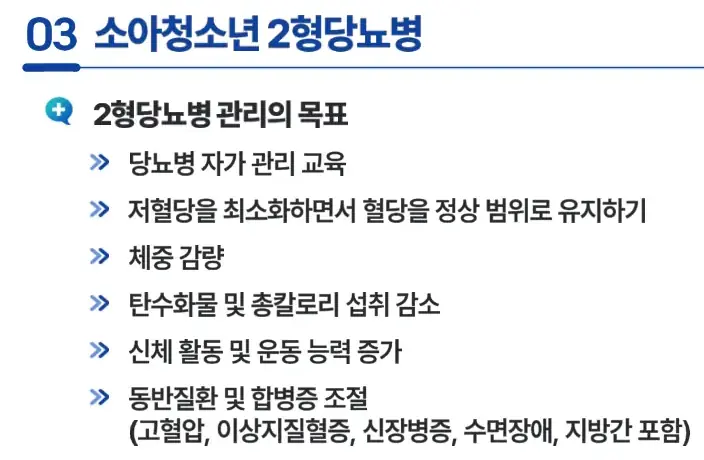 03 소아청소년 2형당뇨병
2형당뇨병 관리의 목표
당뇨병 자가 관리 교육
저혈당을 최소화하면서 혈당을 정상 범위로 유지하기
체중 감량
탄수화물 및 총칼로리 섭취 감소
신체 활동 및 운동 능력 증가
동반질환 및 합병증 조절
(고혈압, 이상지질혈증, 신장병증, 수면장애, 지방간 포함)